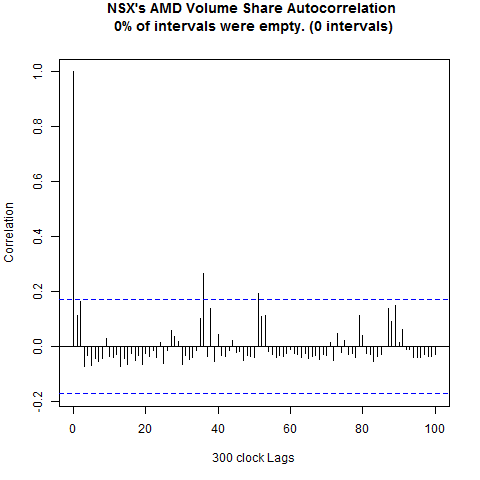 NSX's AMD Volume Share Autocorrelation
0% of intervals were empty. (0 intervals)
Correlation
1.0
0.8
0.6
0.4
0.2
0.0
-0.2
0 20 40 60 80 100
300 clock Lags